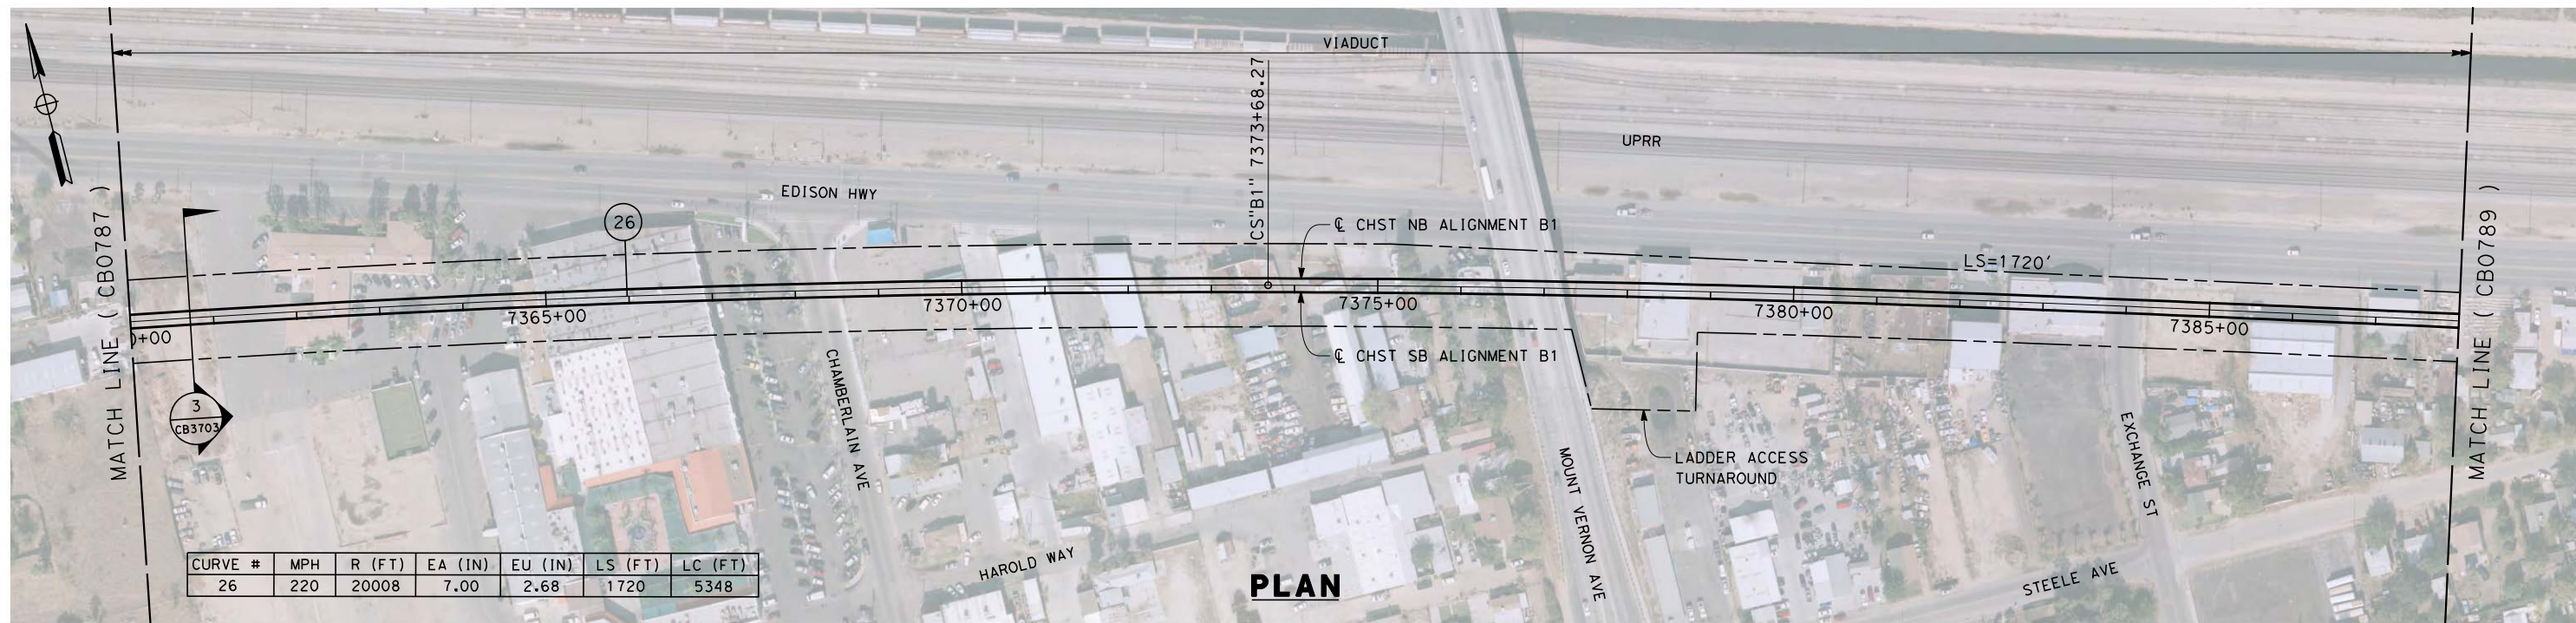 VIADUCT
CS"B1" 7373+68.27
UPRR
EDISON HWY
MATCH LINE ( CB0787 )
MATCH LINE ( CB0789 )
26
℄ CHST NB ALIGNMENT B1
LS=1720'
7365+00
7370+00
7375+00
7380+00
7385+00
+00
℄ CHST SB ALIGNMENT B1
3
CB3703
CHAMBERLAIN AVE
LADDER ACCESS
TURNAROUND
MOUNT VERNON AVE
EXCHANGE ST
HAROLD WAY
STEELE AVE
CURVE # MPH R (FT) EA (IN) EU (IN) LS (FT) LC (FT)
26 220 20008 7.00 2.68 1720 5348
PLAN